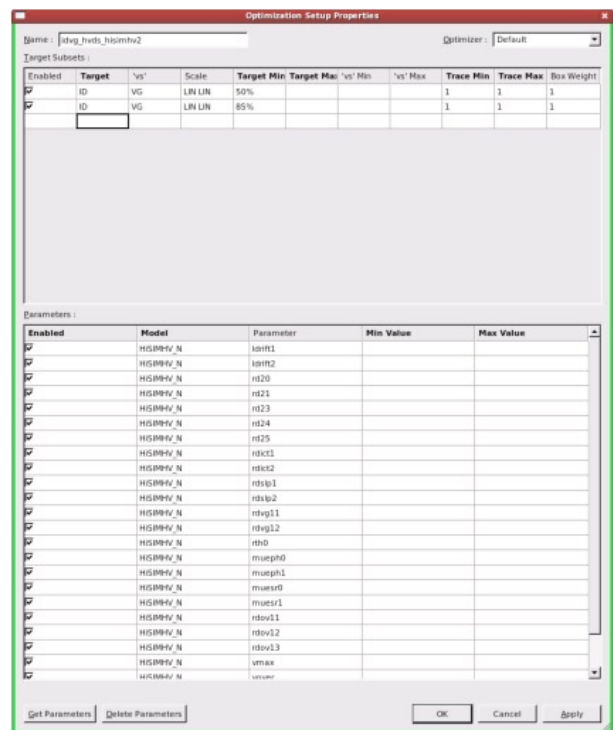 Optimization Setup Properties
Name : idvg_hvds_hisimhv2 Optimizer : Default
Target Subsets :
Enabled Target 'vs' Scale Target Min Target Max 'vs' Min 'vs' Max Trace Min Trace Max Box Weight
ID VG LIN LIN 50% 1 1 1
ID VG LIN LIN 85% 1 1 1
Parameters :
Enabled Model Parameter Min Value Max Value
HISIMHV_N ldrift1
HISIMHV_N ldrift2
HISIMHV_N rd20
HISIMHV_N rd21
HISIMHV_N rd23
HISIMHV_N rd24
HISIMHV_N rd25
HISIMHV_N rdict1
HISIMHV_N rdict2
HISIMHV_N rdslp1
HISIMHV_N rdslp2
HISIMHV_N rdvg11
HISIMHV_N rdvg12
HISIMHV_N rth0
HISIMHV_N mueph0
HISIMHV_N mueph1
HISIMHV_N muesr0
HISIMHV_N muesr1
HISIMHV_N rdov11
HISIMHV_N rdov12
HISIMHV_N rdov13
HISIMHV_N vmax
HISIMHV_N vover
Get Parameters Delete Parameters OK Cancel Apply